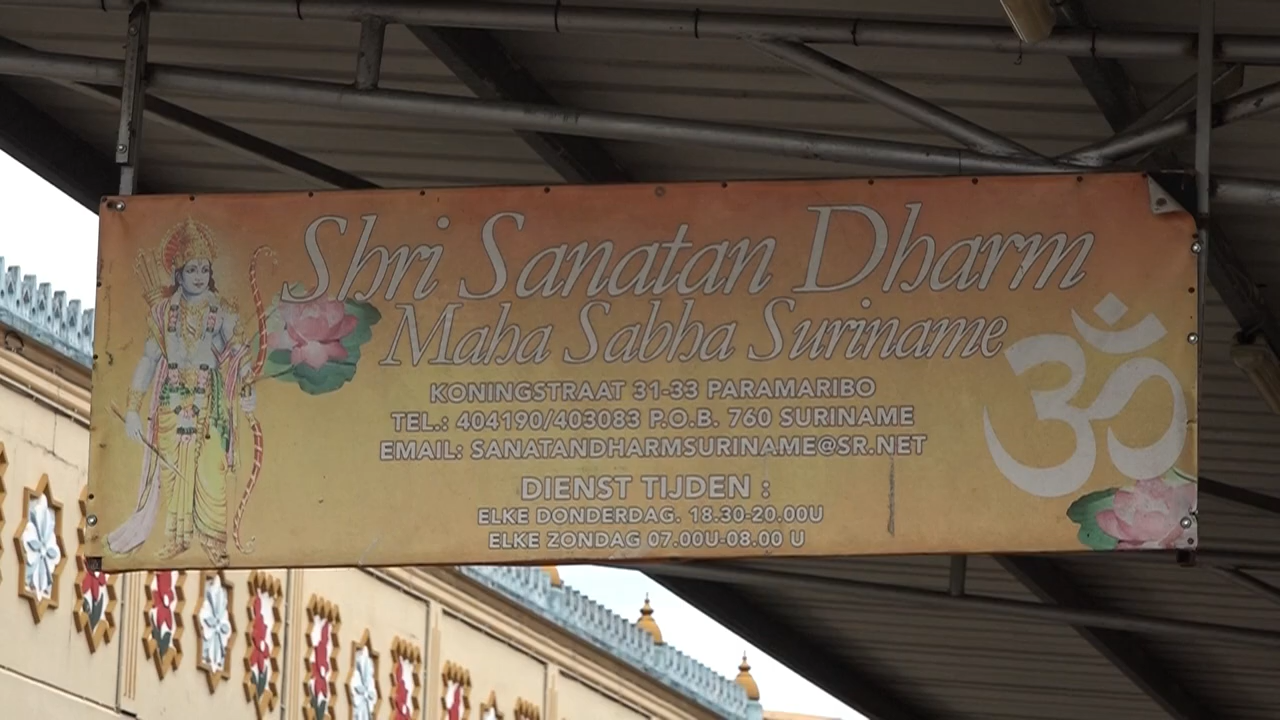 Shri Sanatan Dharm
Maha Sabha Suriname
KONINGSTRAAT 31-33 PARAMARIBO
TEL.: 404190/403083 P.O.B. 760 SURINAME
EMAIL: SANATANDHARMSURINAME@SR.NET
DIENST TIJDEN :
ELKE DONDERDAG. 18.30-20.00U
ELKE ZONDAG 07.00U-08.00 U
ॐ